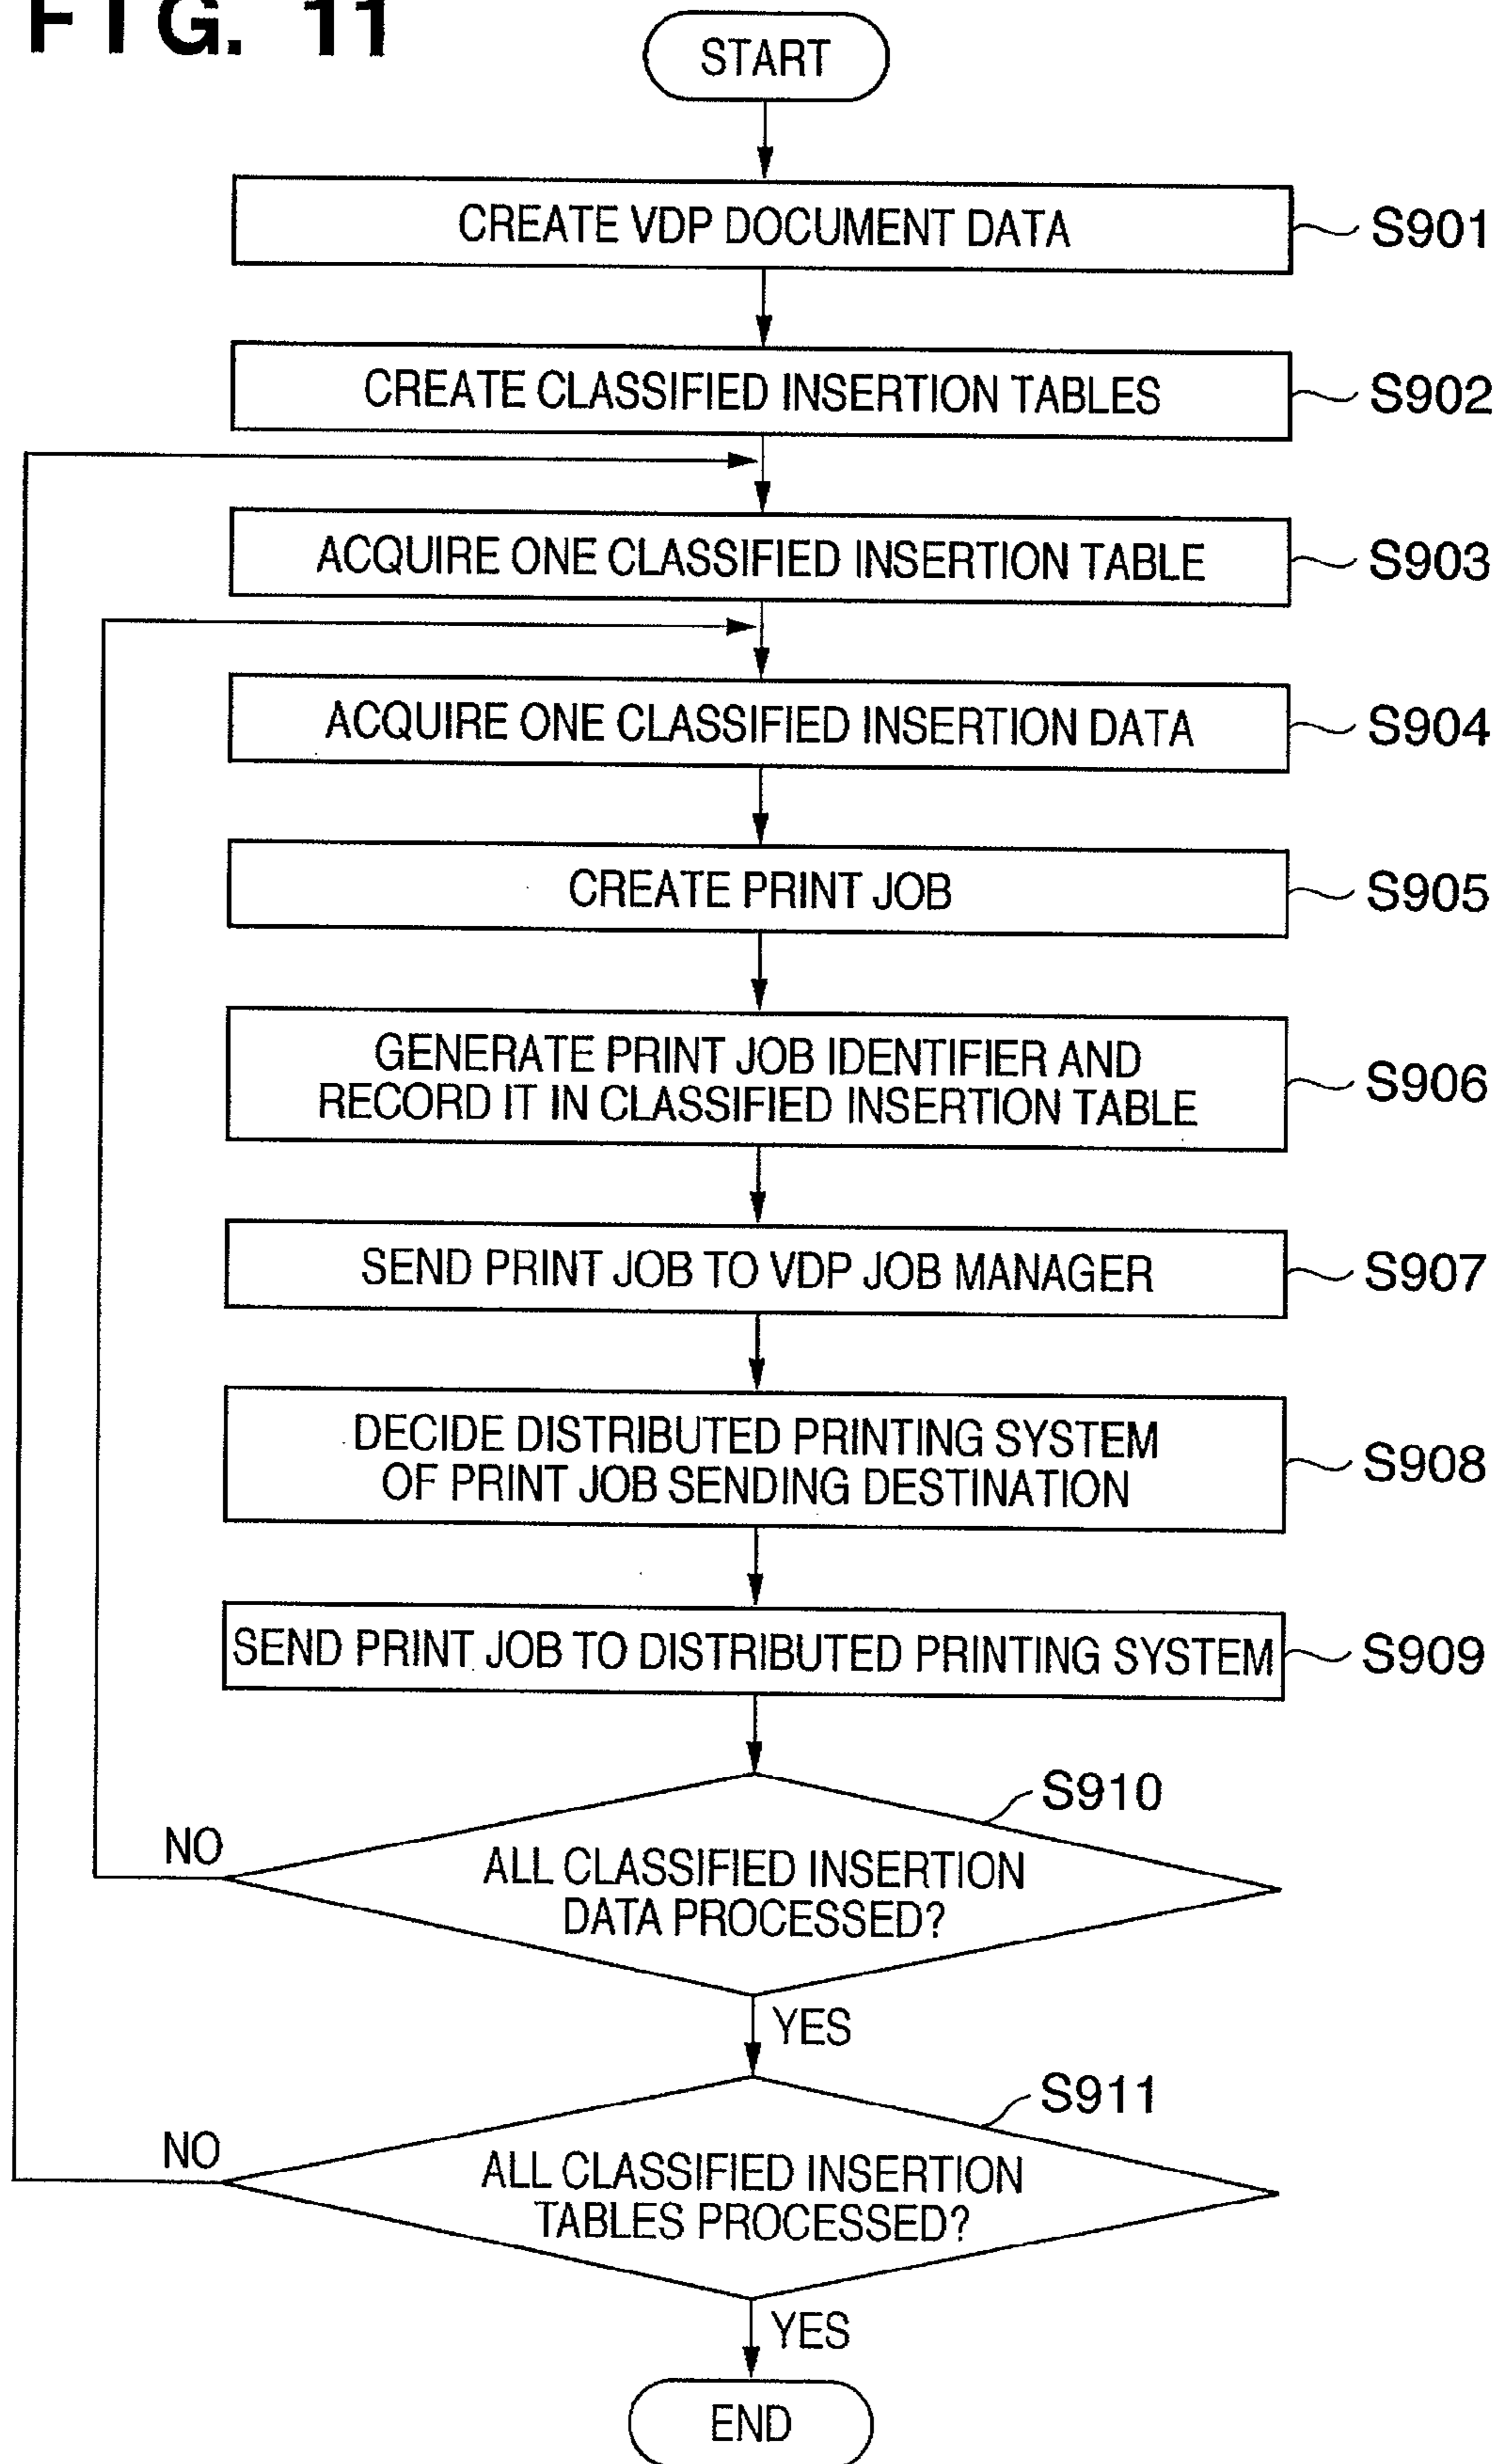 FIG. 11
START
CREATE VDP DOCUMENT DATA
S901
CREATE CLASSIFIED INSERTION TABLES
S902
ACQUIRE ONE CLASSIFIED INSERTION TABLE
S903
ACQUIRE ONE CLASSIFIED INSERTION DATA
S904
CREATE PRINT JOB
S905
GENERATE PRINT JOB IDENTIFIER AND
RECORD IT IN CLASSIFIED INSERTION TABLE
S906
SEND PRINT JOB TO VDP JOB MANAGER
S907
DECIDE DISTRIBUTED PRINTING SYSTEM
OF PRINT JOB SENDING DESTINATION
S908
SEND PRINT JOB TO DISTRIBUTED PRINTING SYSTEM
S909
S910
NO
ALL CLASSIFIED INSERTION
DATA PROCESSED?
YES
S911
NO
ALL CLASSIFIED INSERTION
TABLES PROCESSED?
YES
END